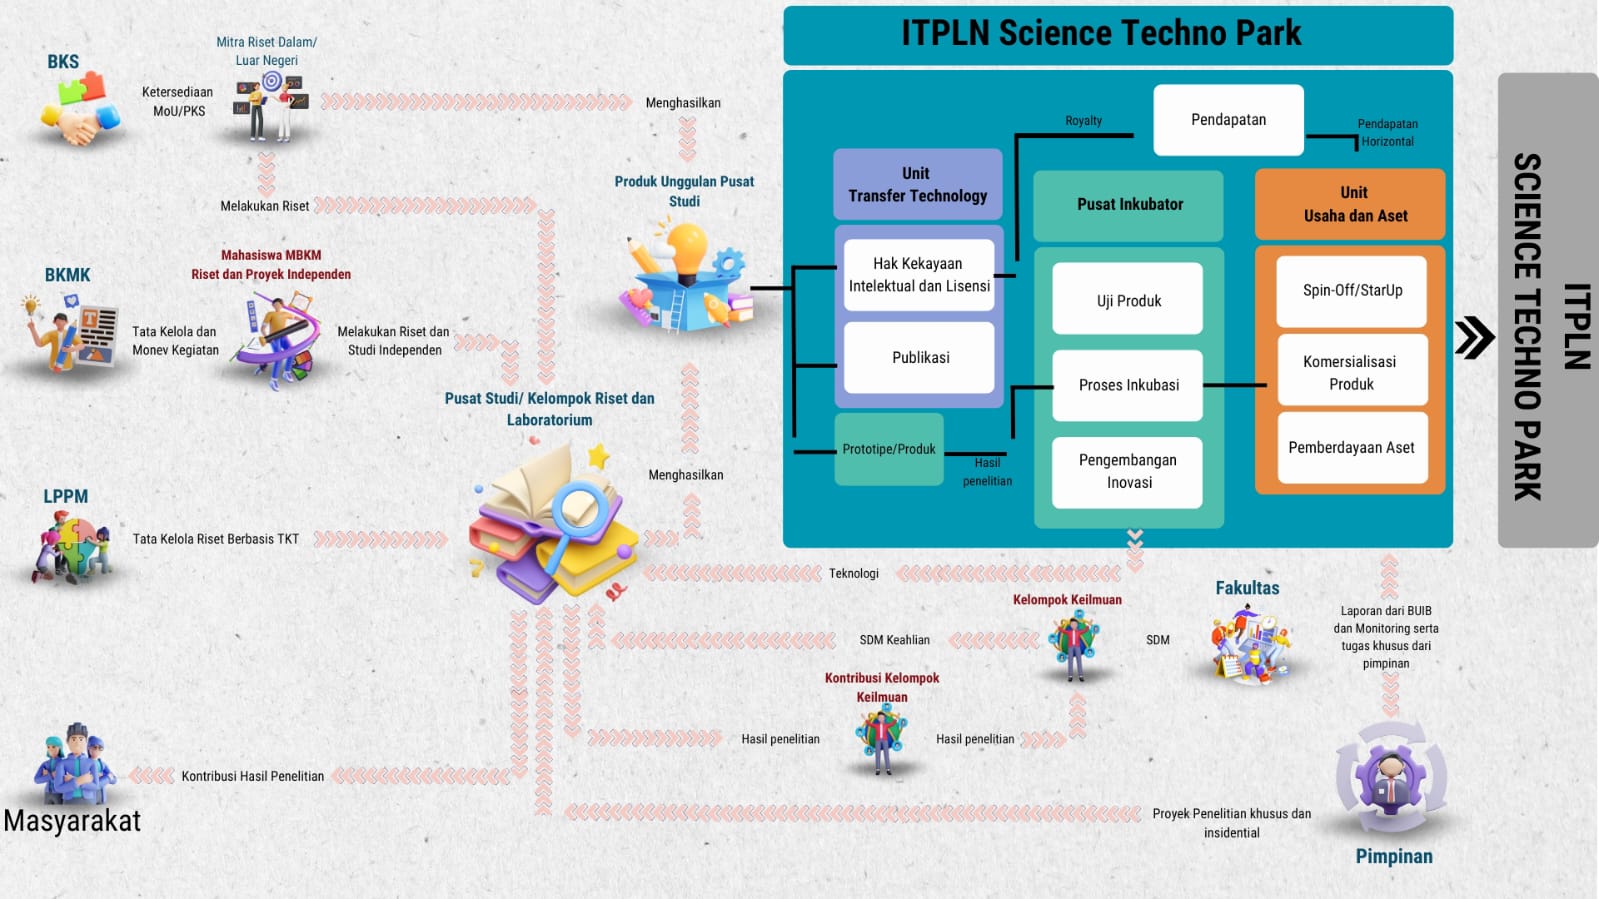 ITPLN Science Techno Park
BKS
Ketersediaan
MoU/PKS
Mitra Riset Dalam/
Luar Negeri
Menghasilkan
Melakukan Riset
Produk Unggulan Pusat
Studi
BKMK
Tata Kelola dan
Monev Kegiatan
Mahasiswa MBKM
Riset dan Proyek Independen
Melakukan Riset dan
Studi Independen
Pusat Studi/ Kelompok Riset dan
Laboratorium
Menghasilkan
LPPM
Tata Kelola Riset Berbasis TKT
Unit
Transfer Technology
Hak Kekayaan
Intelektual dan Lisensi
Publikasi
Prototipe/Produk
Hasil
penelitian
Royalty
Pendapatan
Pendapatan
Horizontal
Pusat Inkubator
Uji Produk
Proses Inkubasi
Pengembangan
Inovasi
Unit
Usaha dan Aset
Spin-Off/StarUp
Komersialisasi
Produk
Pemberdayaan Aset
ITPLN
SCIENCE TECHNO PARK
Teknologi
Kelompok Keilmuan
SDM Keahlian
SDM
Fakultas
Laporan dari BUIB
dan Monitoring serta
tugas khusus dari
pimpinan
Kontribusi Kelompok
Keilmuan
Hasil penelitian
Hasil penelitian
Kontribusi Hasil Penelitian
Masyarakat
Proyek Penelitian khusus dan
insidential
Pimpinan